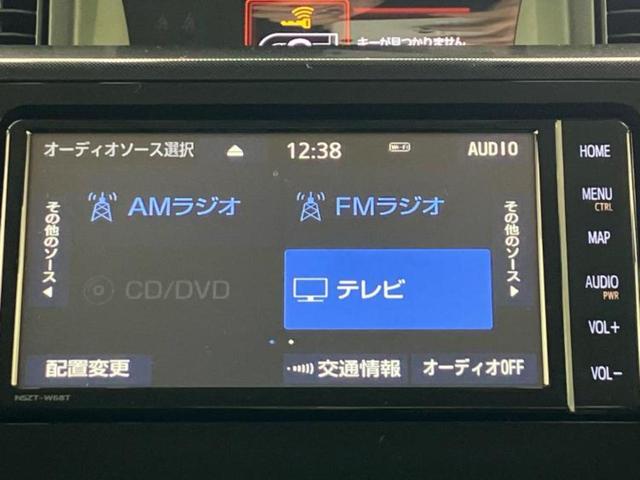 キーが見つかりません
オーディオソース選択
12:38
Wi-Fi
AUDIO
その他のソース
AMラジオ
FMラジオ
その他のソース
CD/DVD
テレビ
配置変更
交通情報
オーディオOFF
NSZT-W68T
HOME
MENU
CTRL
MAP
AUDIO
PWR
VOL+
VOL-